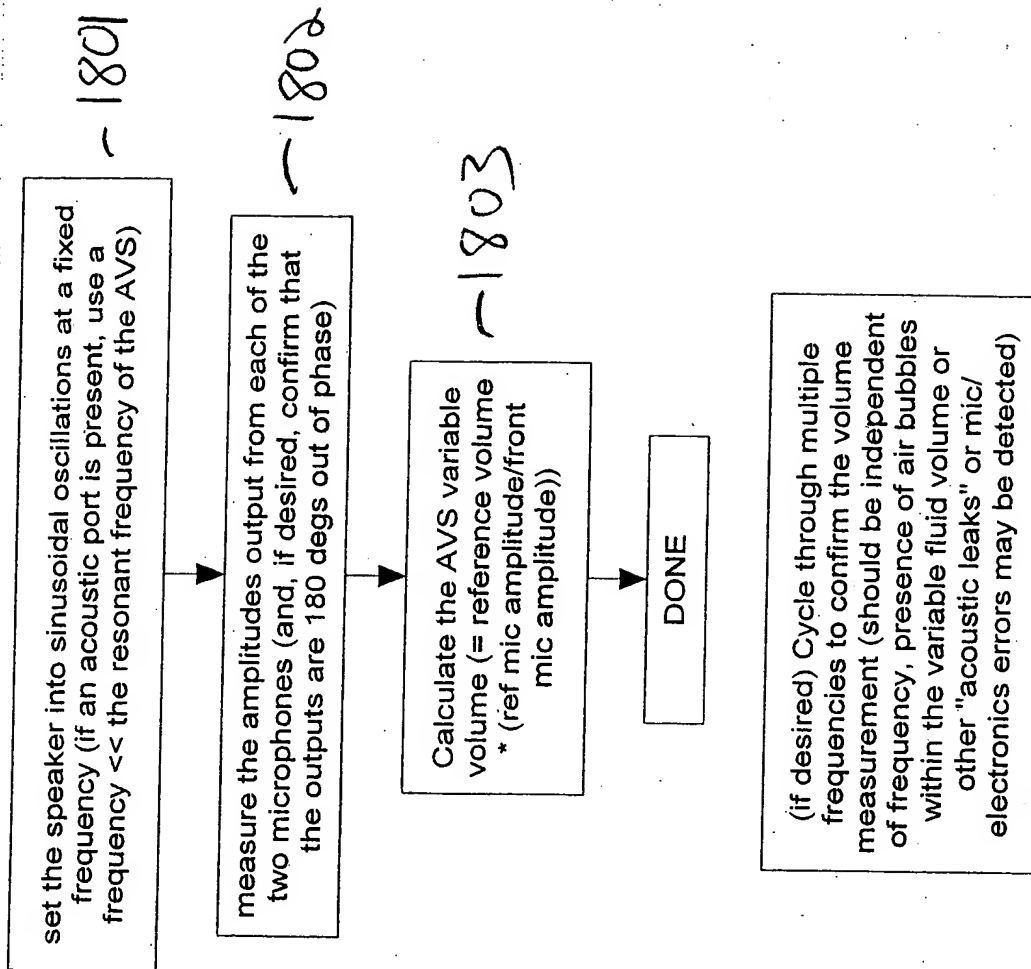 set the speaker into sinusoidal oscillations at a fixed
frequency (if an acoustic port is present, use a
frequency << the resonant frequency of the AVS)
1801
measure the amplitudes output from each of the
two microphones (and, if desired, confirm that
the outputs are 180 degs out of phase)
1802
Calculate the AVS variable
volume (= reference volume
* (ref mic amplitude/front
mic amplitude))
1803
DONE
(if desired) Cycle through multiple
frequencies to confirm the volume
measurement (should be independent
of frequency, presence of air bubbles
within the variable fluid volume or
other "acoustic leaks" or mic/
electronics errors may be detected)